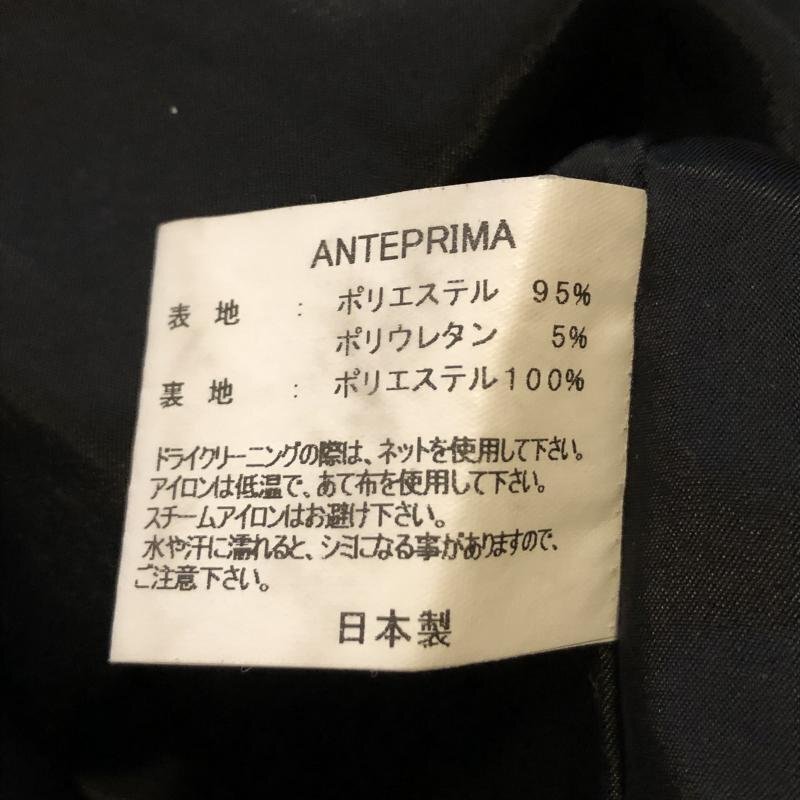 ANTEPRIMA
表地 : ポリエステル 95%
ポリウレタン 5%
裏地 : ポリエステル100%
ドライクリーニングの際は、ネットを使用して下さい。
アイロンは低温で、あて布を使用して下さい。
スチームアイロンはお避け下さい。
水や汗に濡れると、シミになる事がありますので、
ご注意下さい。
日本製